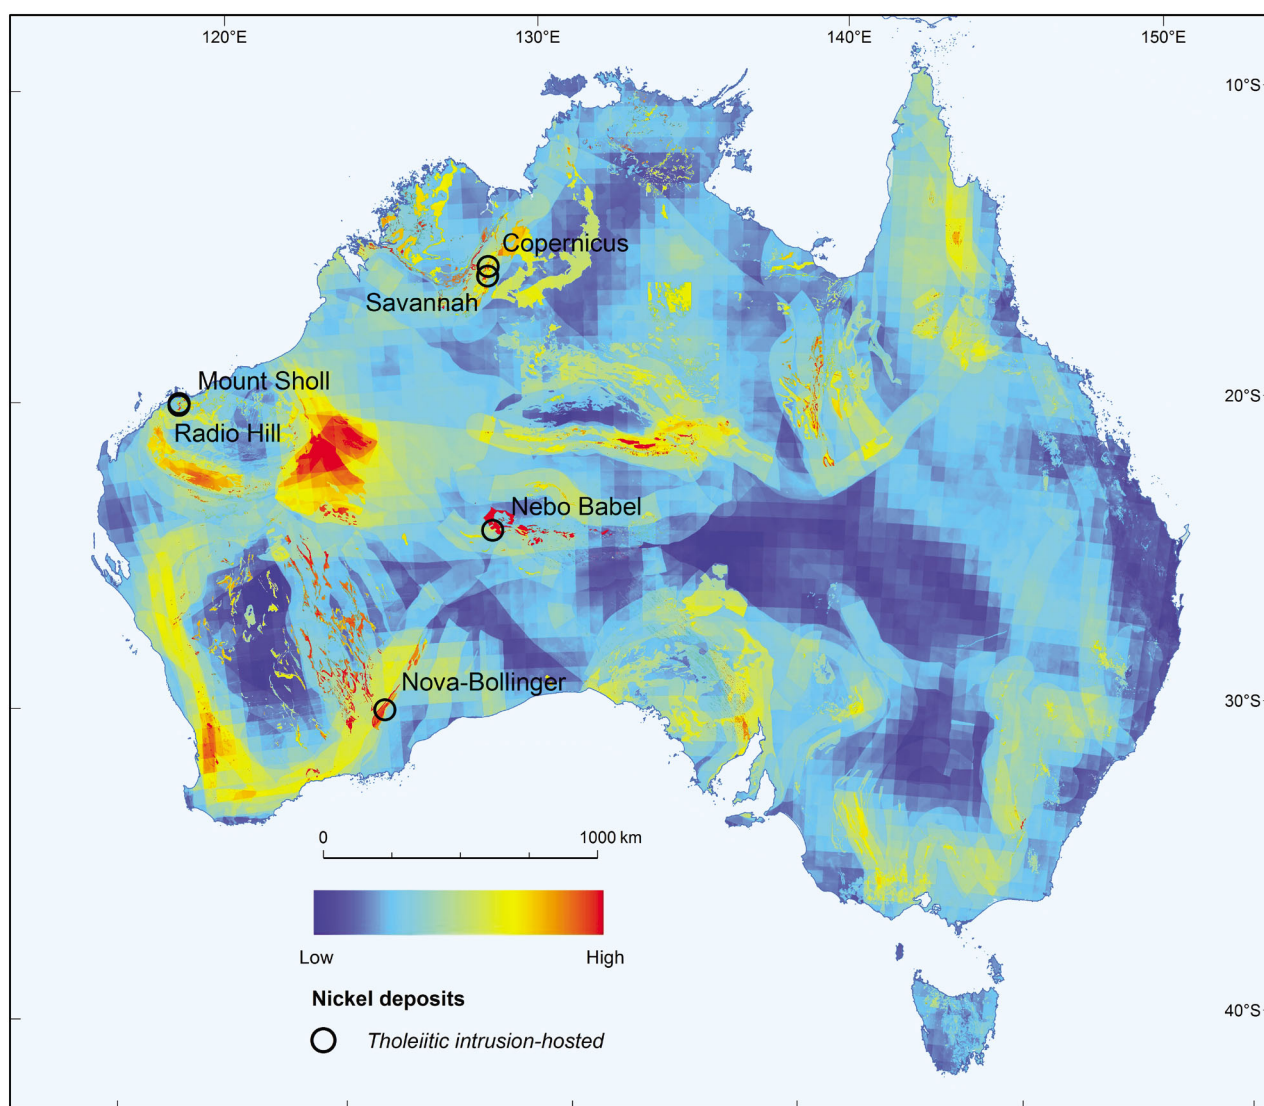 120°E 130°E 140°E 150°E
10°S
Copernicus
Savannah
Mount Sholl
20°S
Radio Hill
Nebo Babel
Nova-Bollinger
30°S
0 1000 km
Low High
Nickel deposits
40°S
Tholeiitic intrusion-hosted